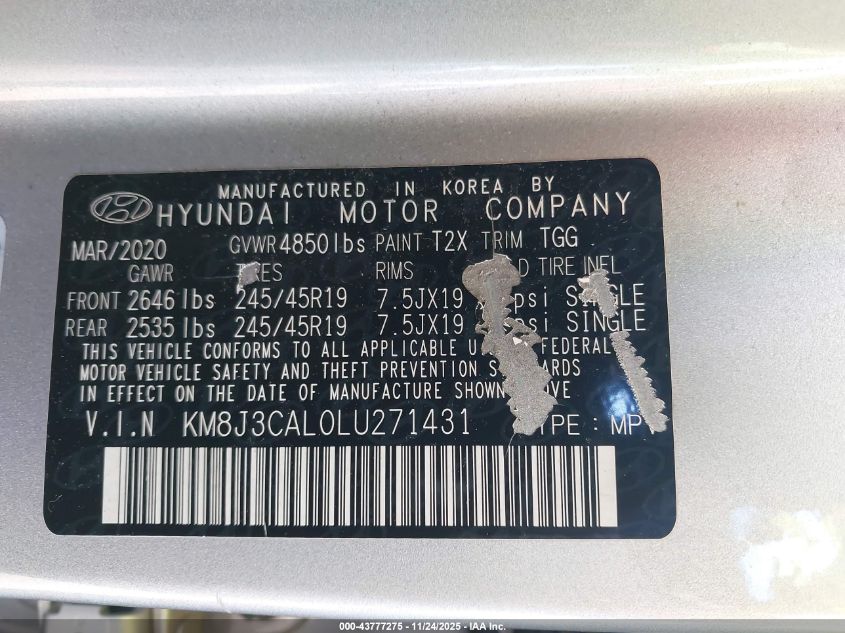 MANUFACTURED IN KOREA BY
HYUNDAI MOTOR COMPANY
MAR/2020 GVWR 4850 lbs PAINT T2X TRIM TGG
GAWR RIMS TIRE INFL
FRONT 2646 lbs 245/45R19 7.5JX19 psi
REAR 2535 lbs 245/45R19 7.5JX19 psi SINGLE
THIS VEHICLE CONFORMS TO ALL APPLICABLE FEDERAL
MOTOR VEHICLE SAFETY AND THEFT PREVENTION
IN EFFECT ON THE DATE OF MANUFACTURE SHOWN
V.I.N KM8J3CAL0LU271431 : MPV
000-43777275 - 11/24/2025 - IAA Inc.